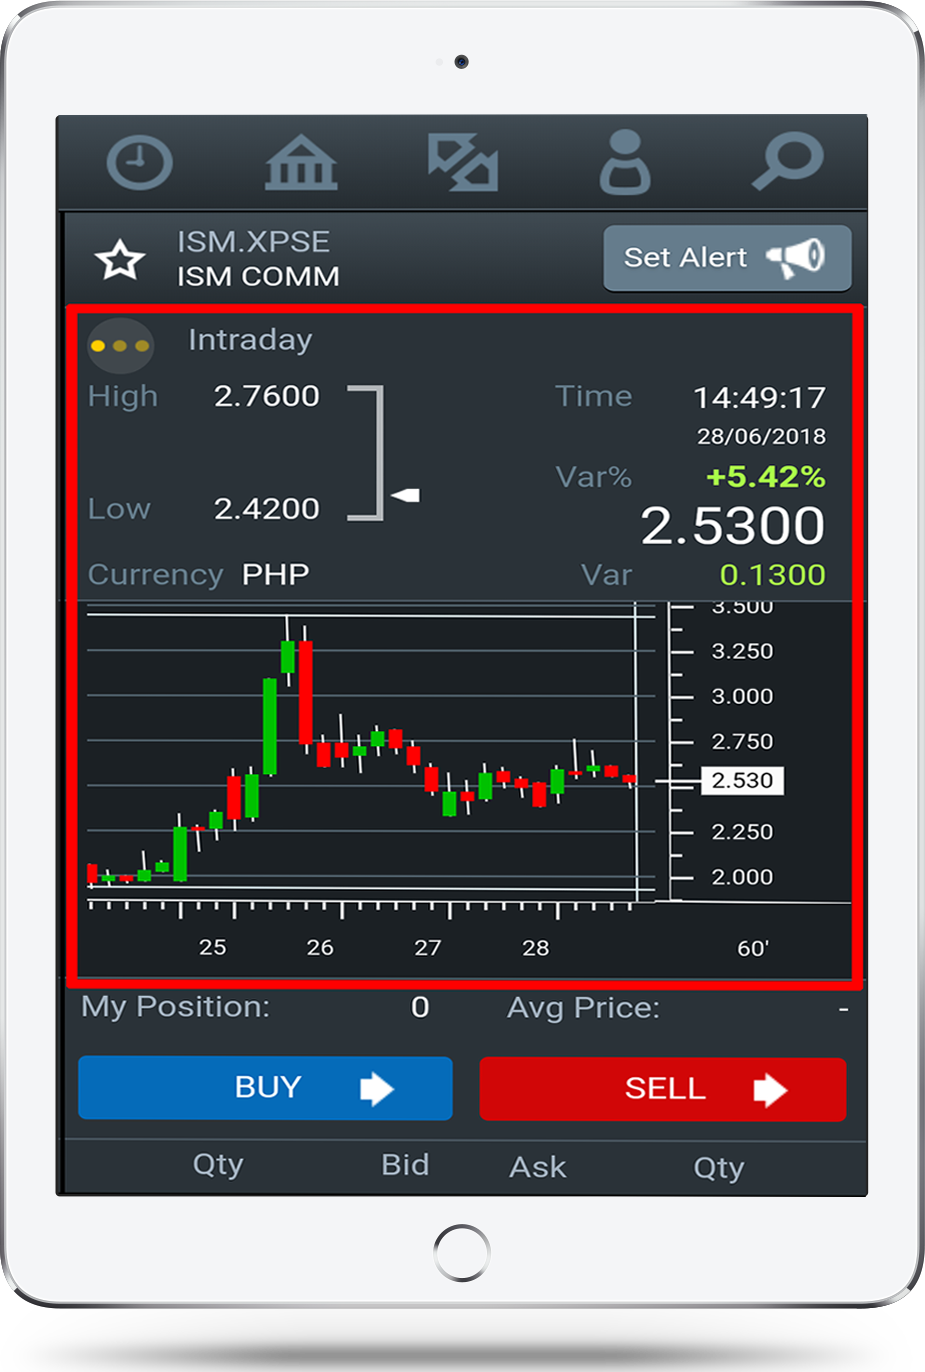 ISM.XPSE
ISM COMM
Set Alert
Intraday
High 2.7600
Time 14:49:17
28/06/2018
Var% +5.42%
Low 2.4200
2.5300
Currency PHP
Var 0.1300
3.500
3.250
3.000
2.750
2.530
2.250
2.000
25 26 27 28 60'
My Position: 0 Avg Price: -
BUY SELL
Qty Bid Ask Qty